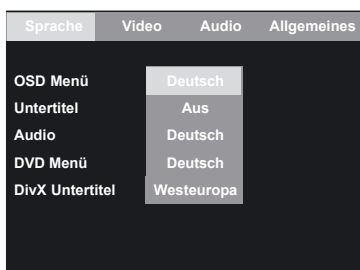 Sprache Video Audio Allgemeines
OSD Menü Deutsch
Untertitel Aus
Audio Deutsch
DVD Menü Deutsch
DivX Untertitel Westeuropa